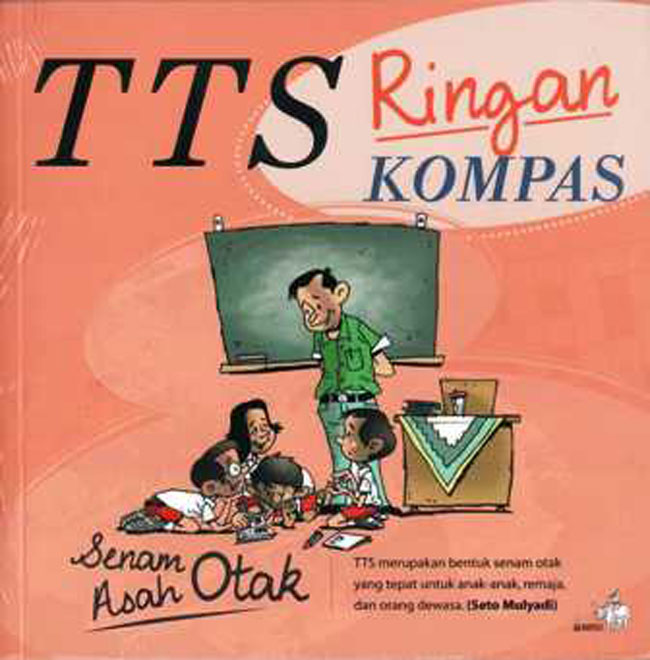 TTS Ringan
KOMPAS
Senam
Asah Otak
TTS merupakan bentuk senam otak
yang tepat untuk anak-anak, remaja,
dan orang dewasa. (Seto Mulyadi)